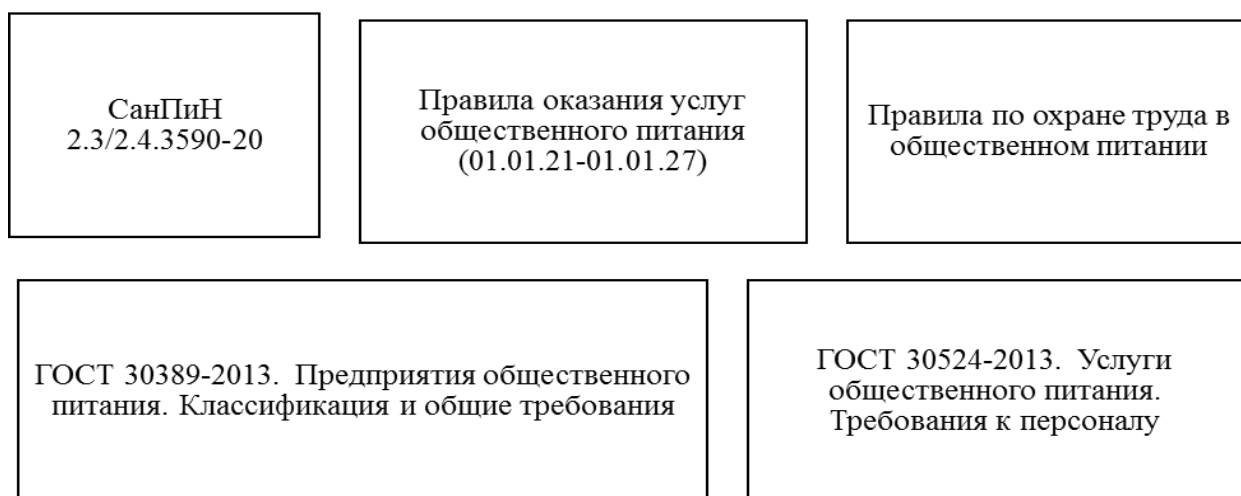 СанПиН
2.3/2.4.3590-20
Правила оказания услуг
общественного питания
(01.01.21-01.01.27)
Правила по охране труда в
общественном питании
ГОСТ 30389-2013.  Предприятия общественного
питания. Классификация и общие требования
ГОСТ 30524-2013.  Услуги
общественного питания.
Требования к персоналу